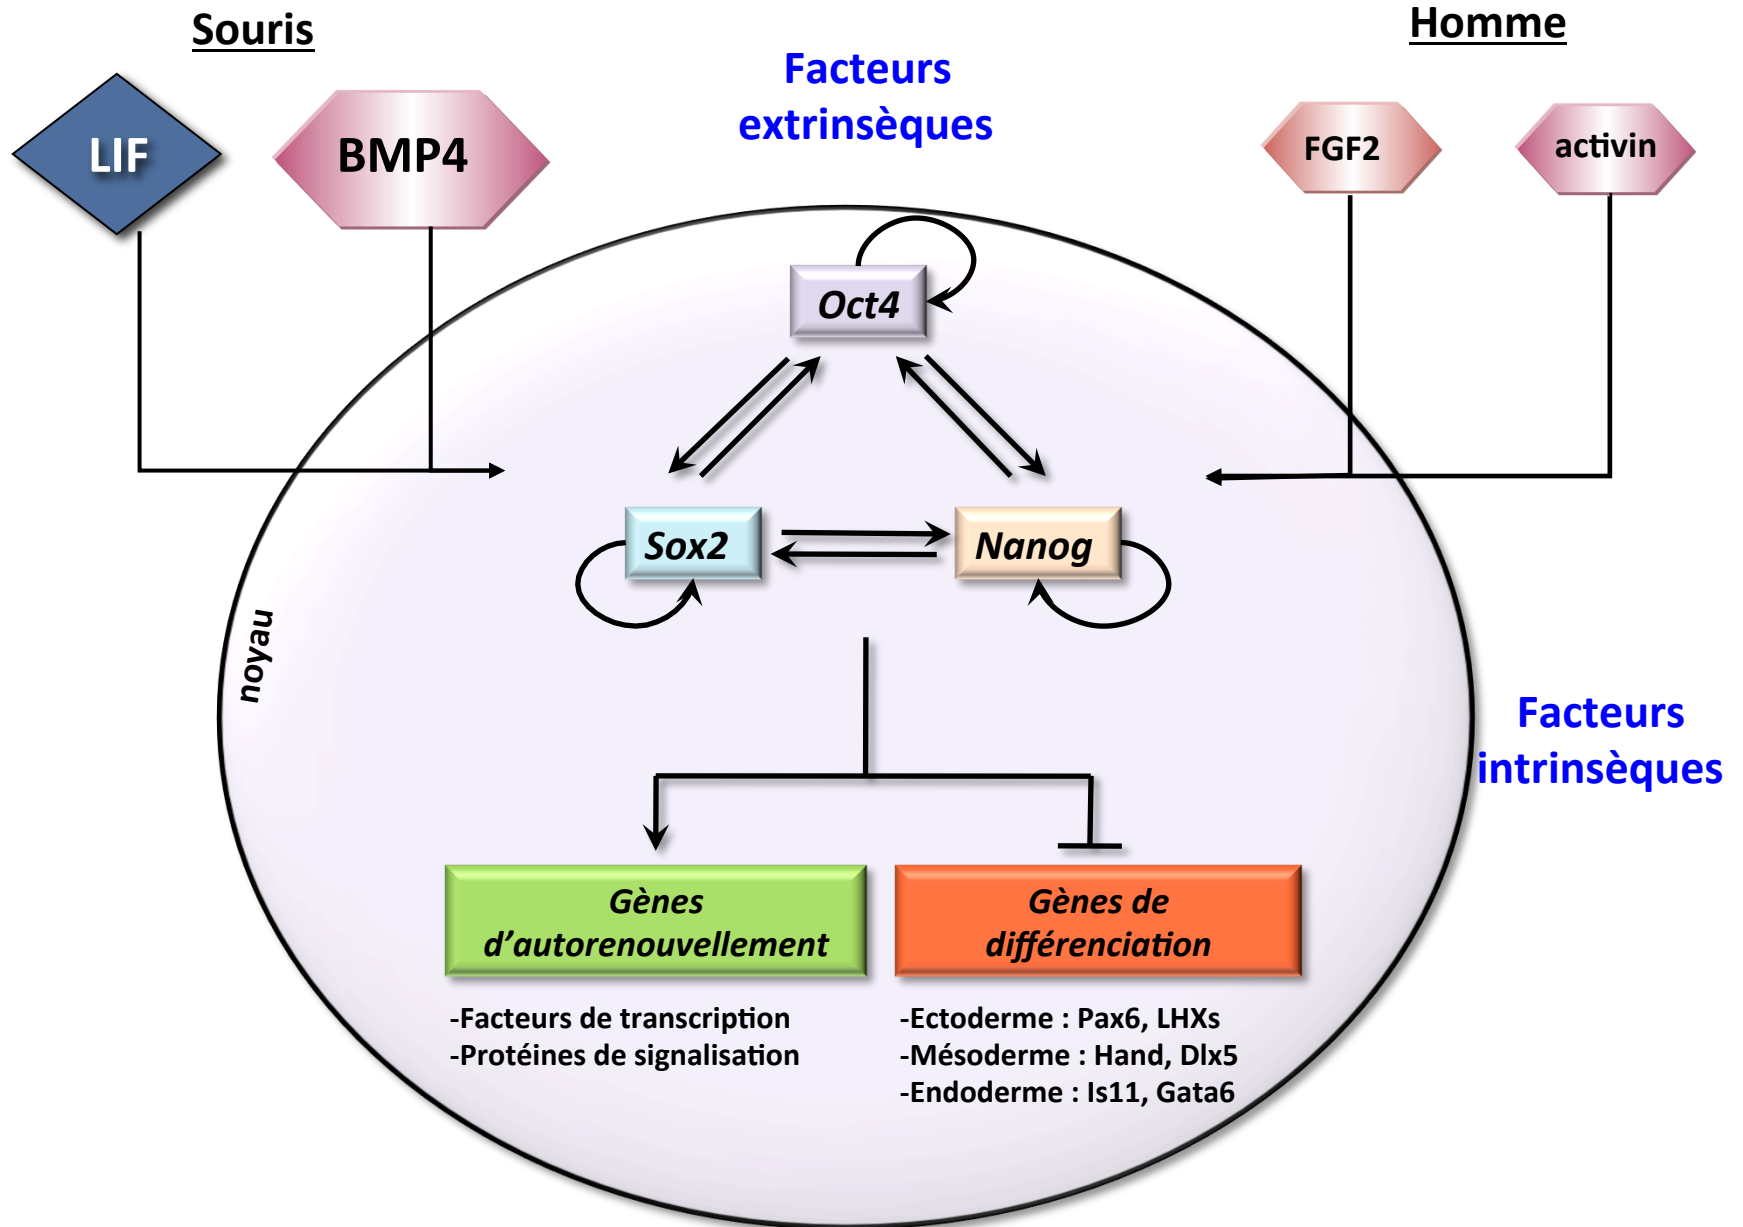 Souris
Homme
Facteurs
extrinsèques
LIF
BMP4
FGF2
activin
Oct4
Sox2
Nanog
noyau
Facteurs
intrinsèques
Gènes
d'autorenouvellement
Gènes de
différenciation
-Facteurs de transcription
-Protéines de signalisation
-Ectoderme : Pax6, LHXs
-Mésoderme : Hand, Dlx5
-Endoderme : Is11, Gata6